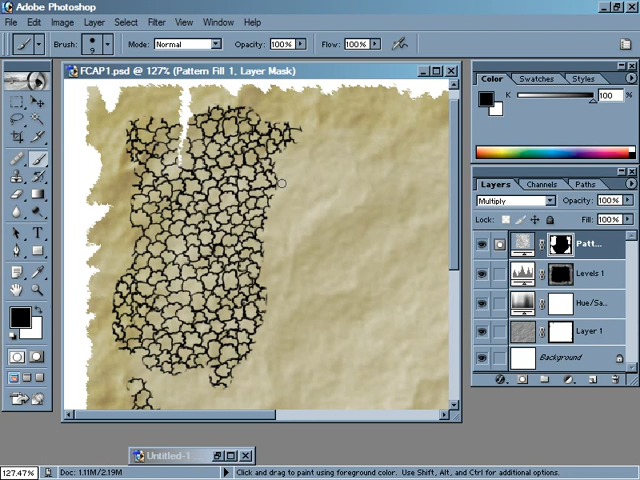 Adobe Photoshop
File Edit Image Layer Select Filter View Window Help
Brush: 9 Mode: Normal Opacity: 100% Flow: 100%
FCAP1.psd @ 127% (Pattern Fill 1, Layer Mask)
Color Swatches Styles
K 100 %
Layers Channels Paths
Multiply Opacity: 100%
Lock: Fill: 100%
Patt...
Levels 1
Hue/Sa...
Layer 1
Background
Untitled-1
127.47% Doc: 1.11M/2.19M Click and drag to paint using foreground color. Use Shift, Alt, and Ctrl for additional options.